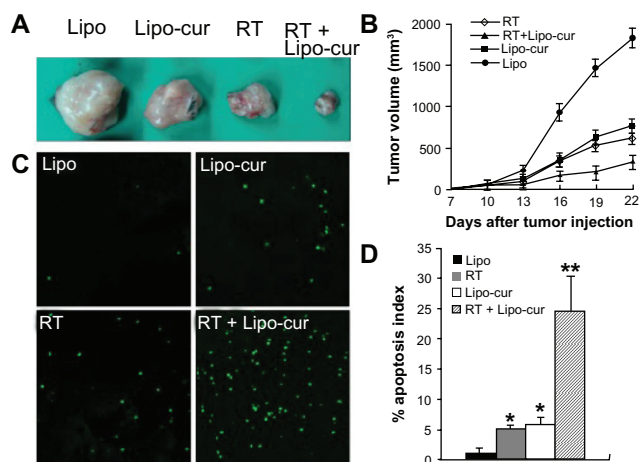 A
Lipo Lipo-cur RT RT +
Lipo-cur
B
Tumor volume (mm³)
2000
1500
1000
500
0
7 10 13 16 19 22
Days after tumor injection
RT
RT+Lipo-cur
Lipo-cur
Lipo
C
Lipo Lipo-cur
RT RT + Lipo-cur
D
% apoptosis index
35
30
25
20
15
10
5
0
Lipo
RT
Lipo-cur
RT + Lipo-cur
* * **